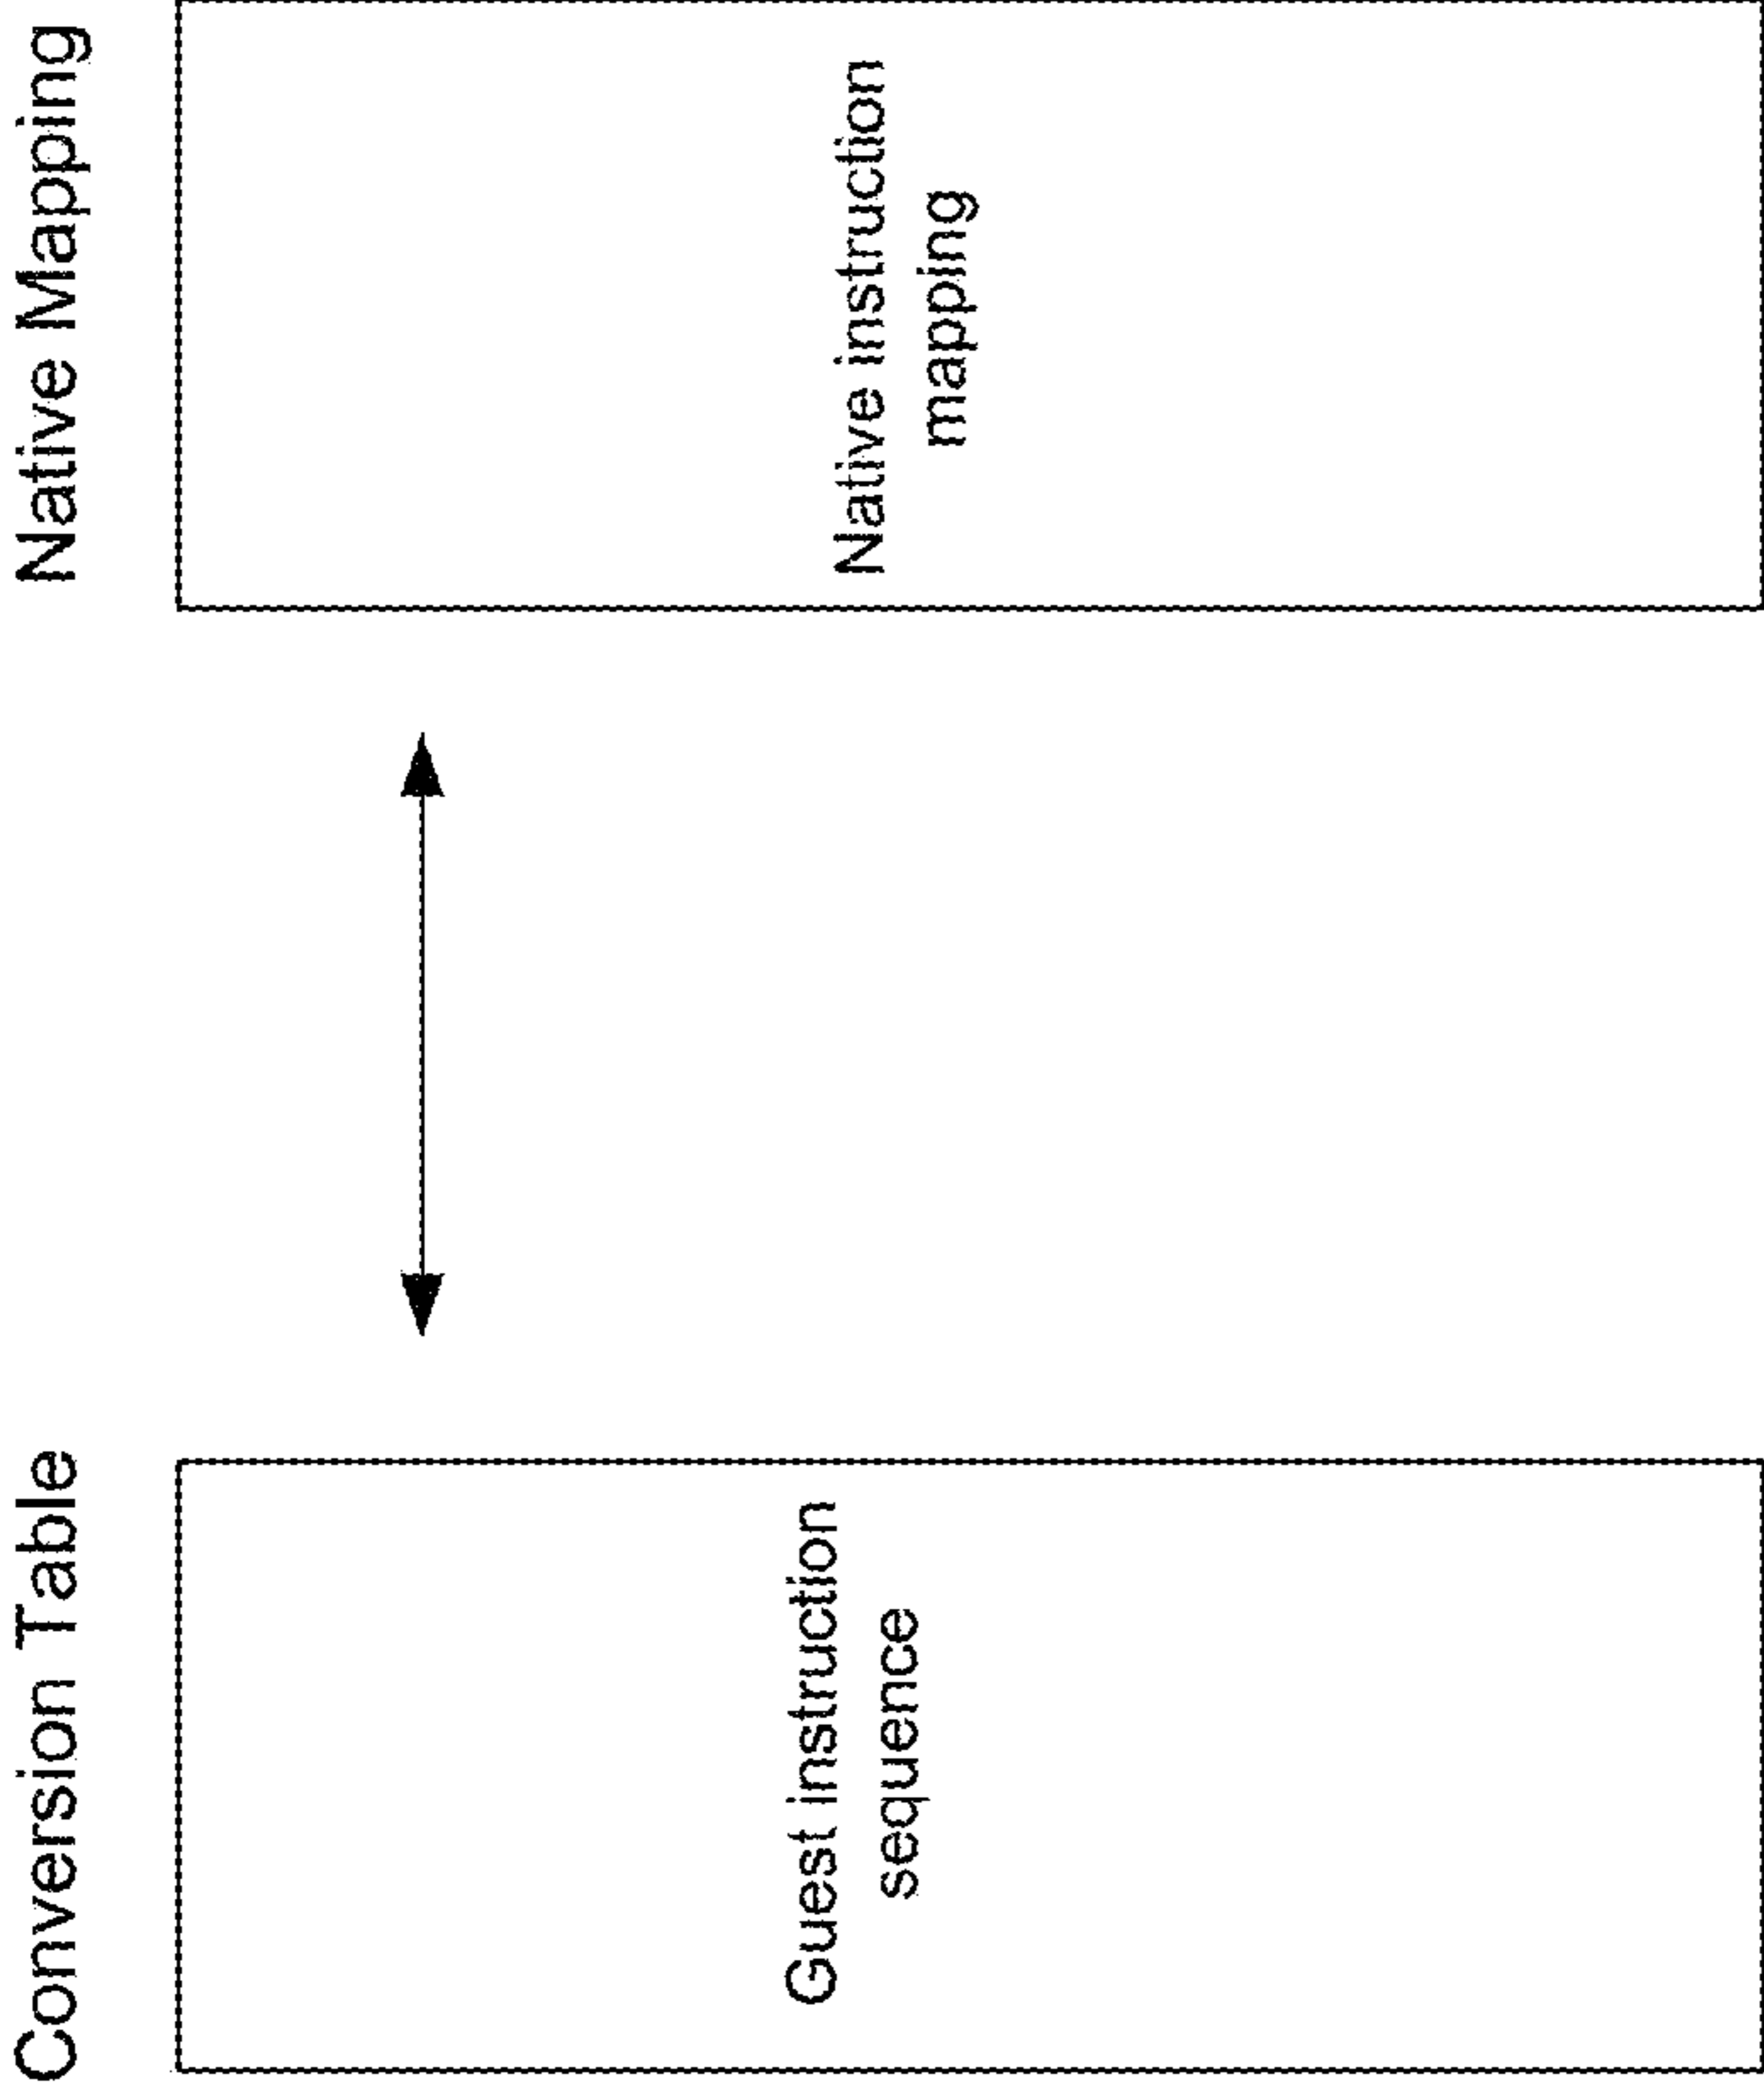 Conversion Table
Native Mapping
Guest instruction
sequence
Native instruction
mapping